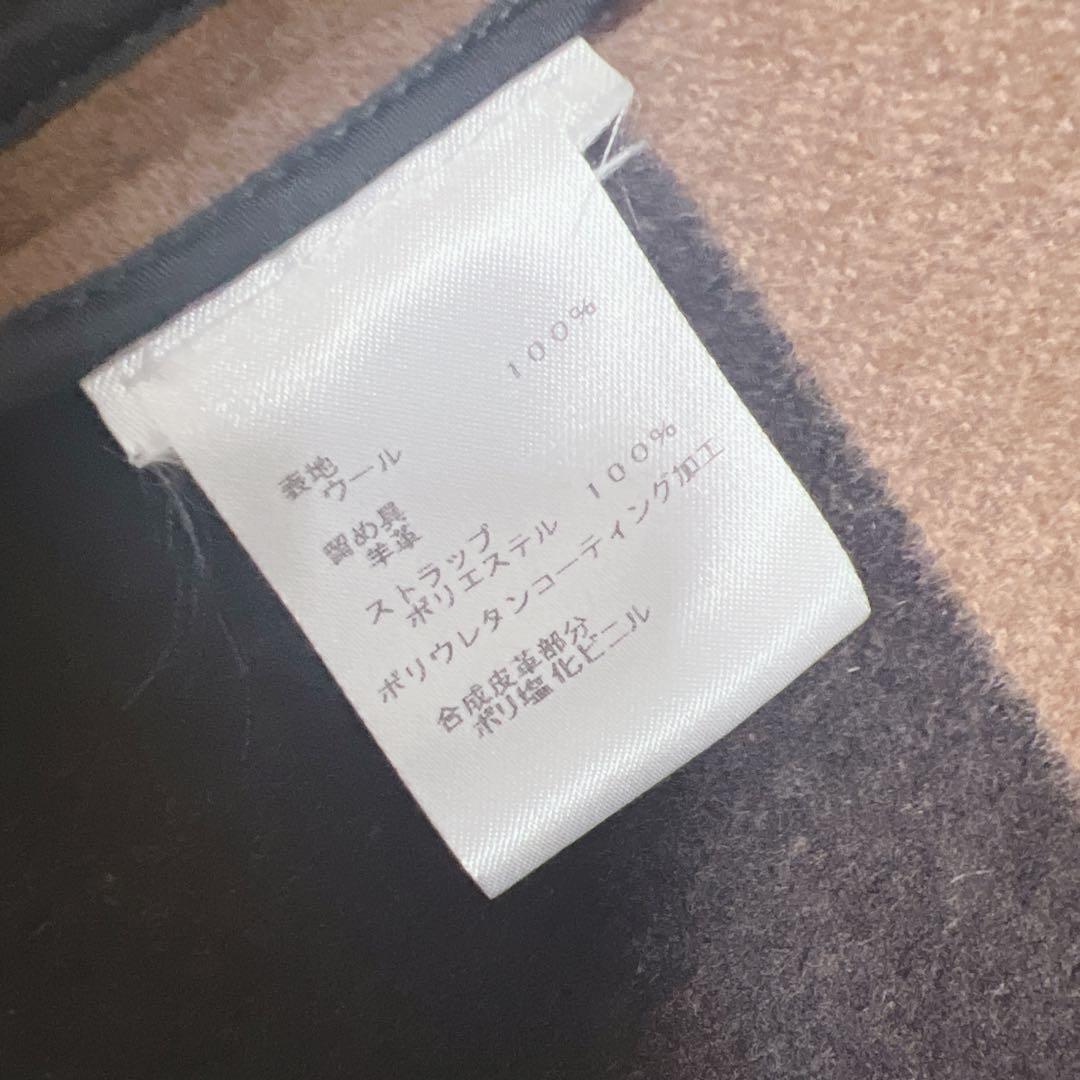 表地
ウール 100%
留め具
羊革
ストラップ
ポリエステル 100%
ポリウレタンコーティング加工
合成皮革部分
ポリ塩化ビニル